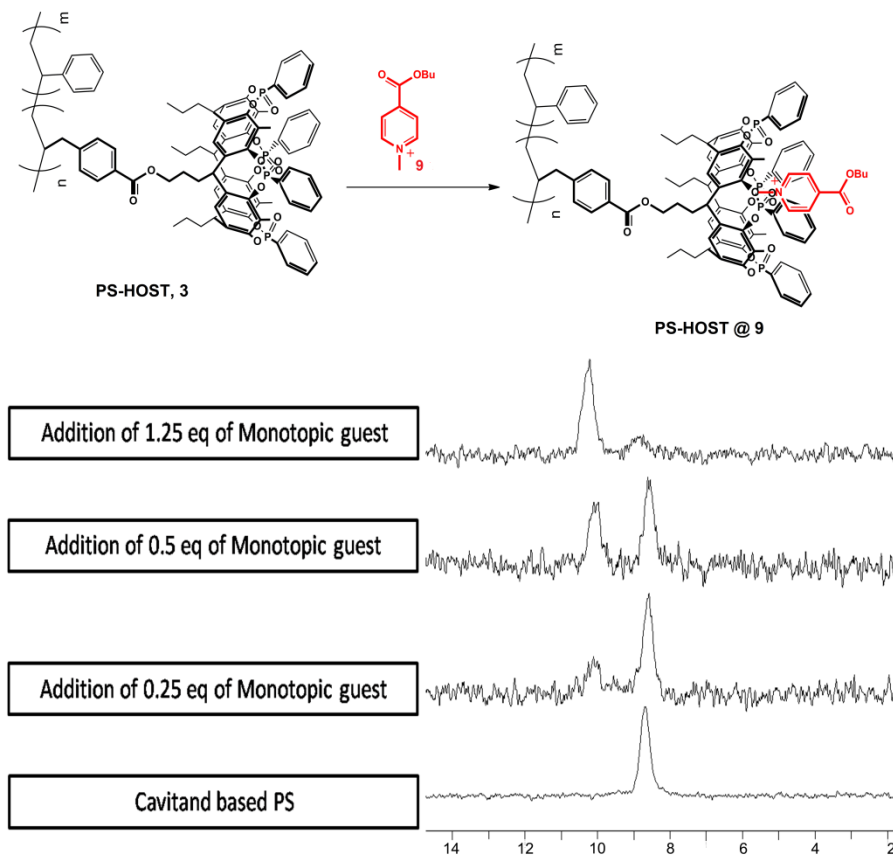 m
n
O
O
O
P
O
O
P
O
O
P
O
O
P
O
PS-HOST, 3
O
OBu
N
+
9
m
n
O
O
O
P
O
O
P
O
N
+
OBu
O
P
O
O
P
O
PS-HOST @ 9
Addition of 1.25 eq of Monotopic guest
Addition of 0.5 eq of Monotopic guest
Addition of 0.25 eq of Monotopic guest
Cavitand based PS
14 12 10 8 6 4 2